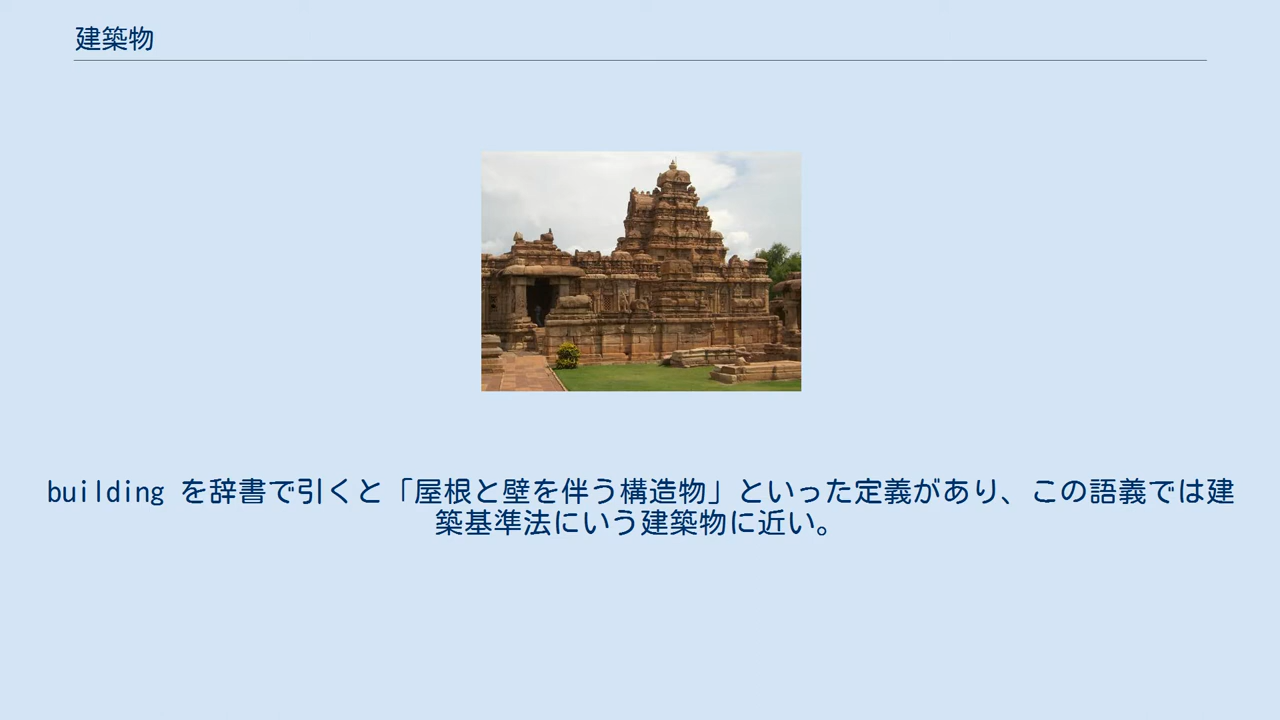 建築物
building を辞書で引くと「屋根と壁を伴う構造物」といった定義があり、この語義では建
築基準法にいう建築物に近い。